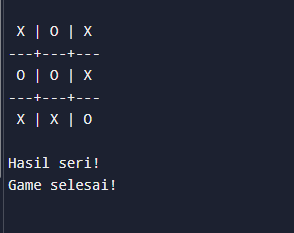 X | O | X
---+---+---
O | O | X
---+---+---
X | X | O
Hasil seri!
Game selesai!